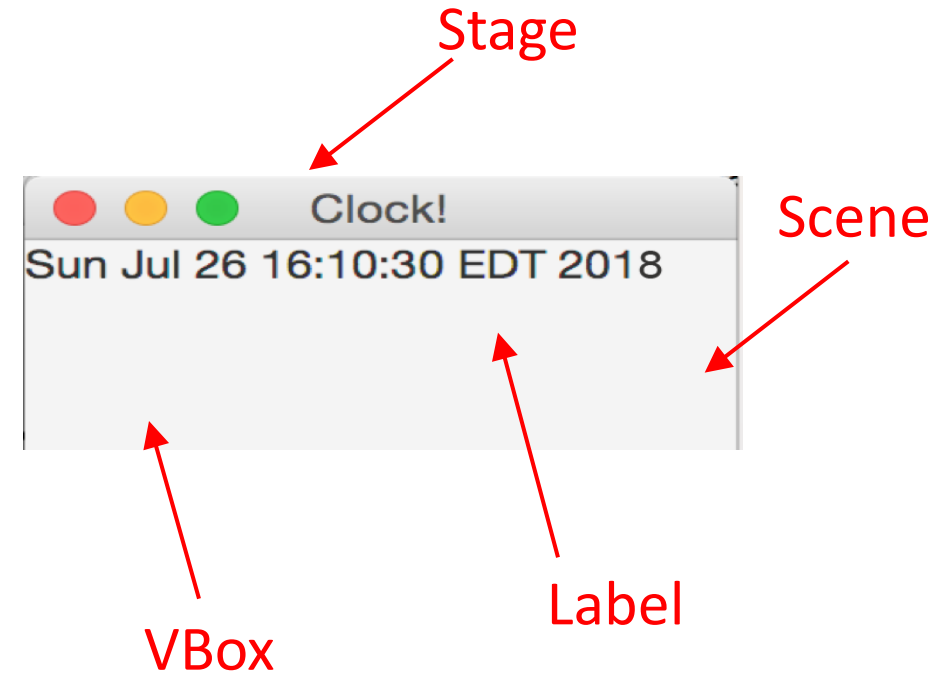 Stage
Clock!
Scene
Sun Jul 26 16:10:30 EDT 2018
Label
VBox